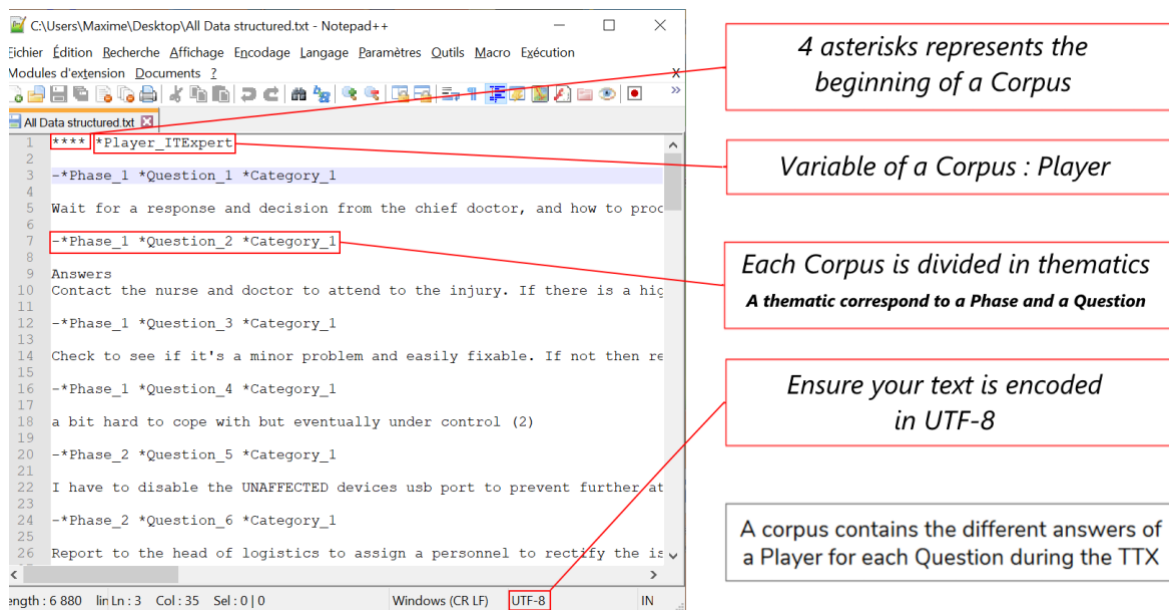 C:\Users\Maxime\Desktop\All Data structured.txt - Notepad++
Fichier Édition Recherche Affichage Encodage Langage Paramètres Outils Macro Exécution
Modules d'extension Documents ? X
All Data structured.txt
1 **** *Player_ITExpert
2
3 -*Phase_1 *Question_1 *Category_1
4
5 Wait for a response and decision from the chief doctor, and how to proc
6
7 -*Phase_1 *Question_2 *Category_1
8
9 Answers
10 Contact the nurse and doctor to attend to the injury. If there is a hig
11
12 -*Phase_1 *Question_3 *Category_1
13
14 Check to see if it's a minor problem and easily fixable. If not then re
15
16 -*Phase_1 *Question_4 *Category_1
17
18 a bit hard to cope with but eventually under control (2)
19
20 -*Phase_2 *Question_5 *Category_1
21
22 I have to disable the UNAFFECTED devices usb port to prevent further at
23
24 -*Phase_2 *Question_6 *Category_1
25
26 Report to the head of logistics to assign a personnel to rectify the is
ength : 6 880 lin Ln : 3 Col : 35 Sel : 0 | 0 Windows (CR LF) UTF-8 IN
4 asterisks represents the
beginning of a Corpus
Variable of a Corpus : Player
Each Corpus is divided in thematics
A thematic correspond to a Phase and a Question
Ensure your text is encoded
in UTF-8
A corpus contains the different answers of
a Player for each Question during the TTX